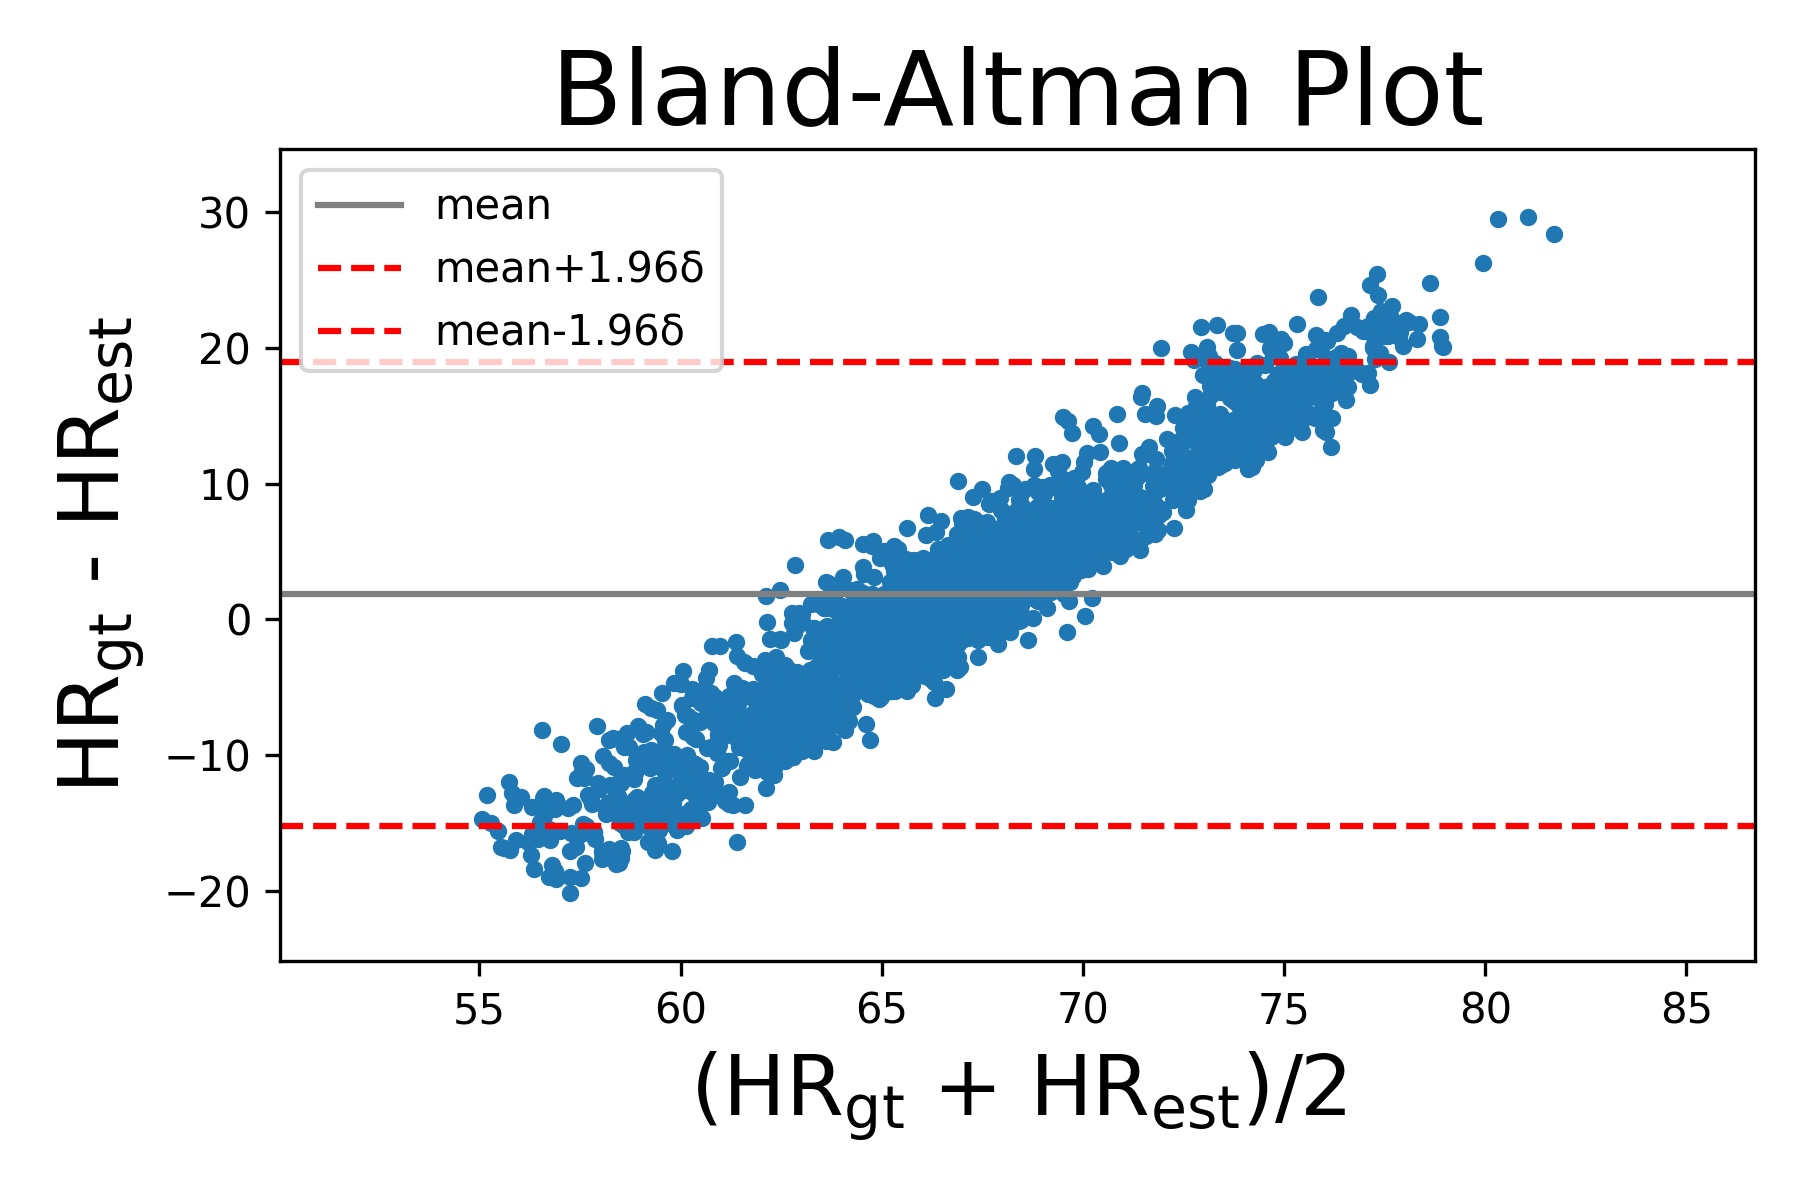 Bland-Altman Plot
mean
mean+1.96δ
mean-1.96δ
HRgt - HRest
30
20
10
0
−10
−20
55
60
65
70
75
80
85
(HRgt + HRest)/2